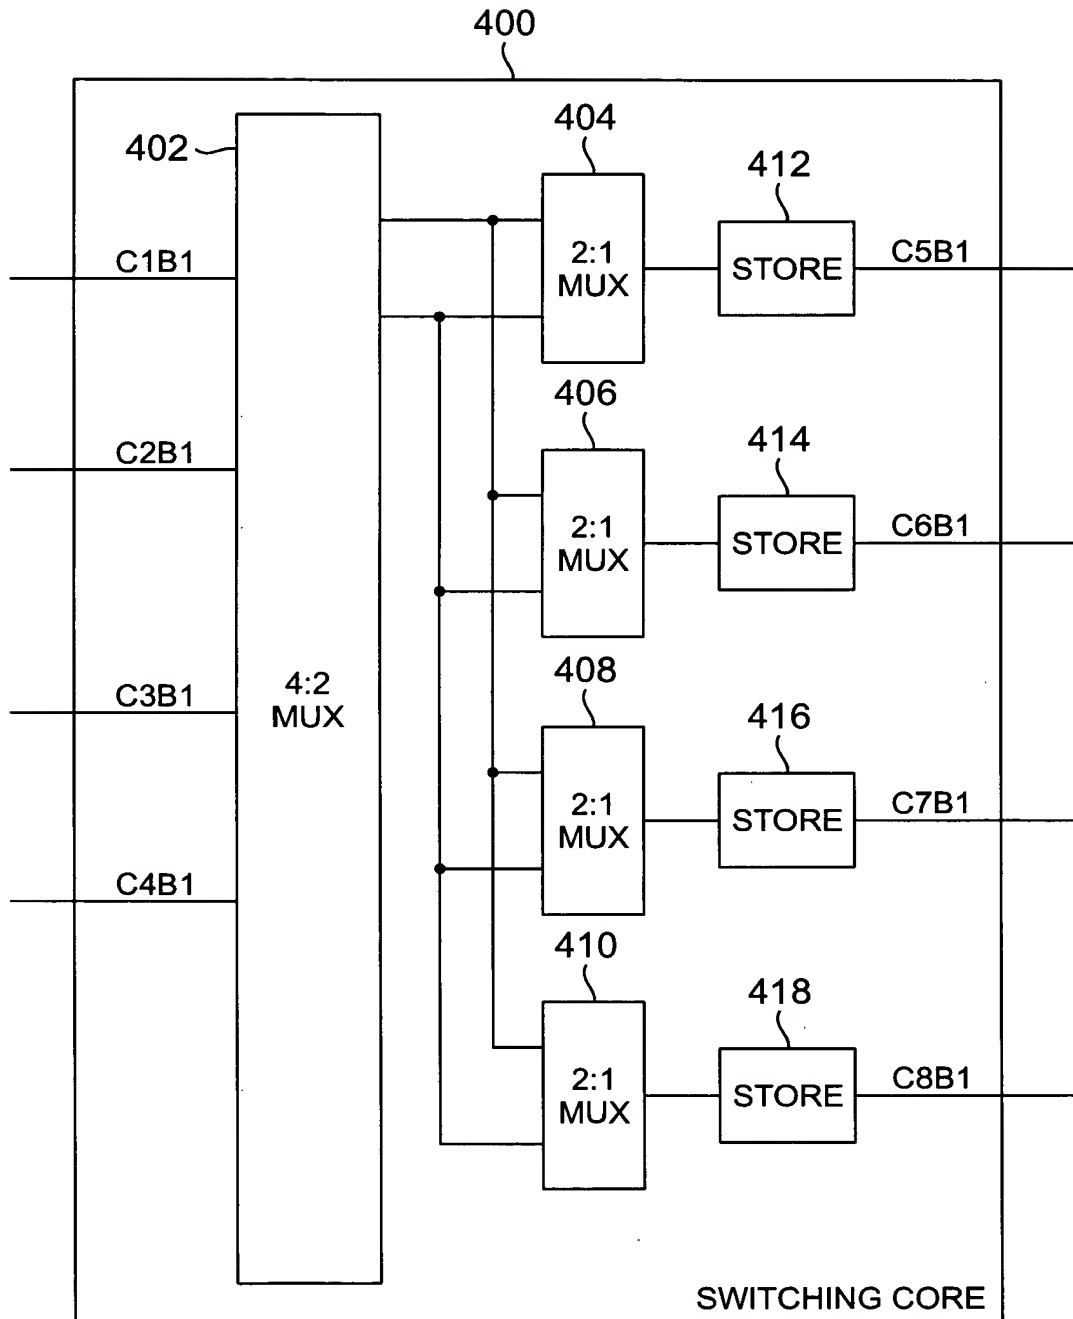 400
402
404
412
C1B1
2:1
MUX
STORE
C5B1
406
414
C2B1
2:1
MUX
STORE
C6B1
408
416
C3B1
4:2
MUX
2:1
MUX
STORE
C7B1
C4B1
410
418
2:1
MUX
STORE
C8B1
SWITCHING CORE